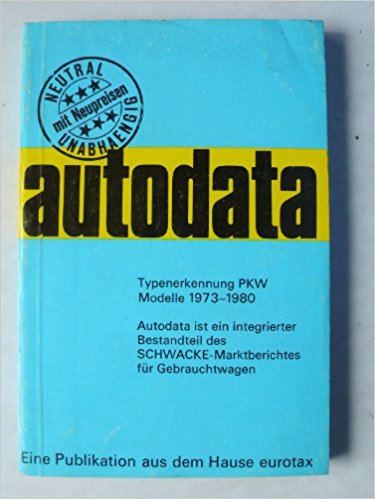 NEUTRAL
mit Neupreisen
UNABHAENGIG
autodata
Typenerkennung PKW
Modelle 1973–1980
Autodata ist ein integrierter
Bestandteil des
SCHWACKE-Marktberichtes
für Gebrauchtwagen
Eine Publikation aus dem Hause eurotax